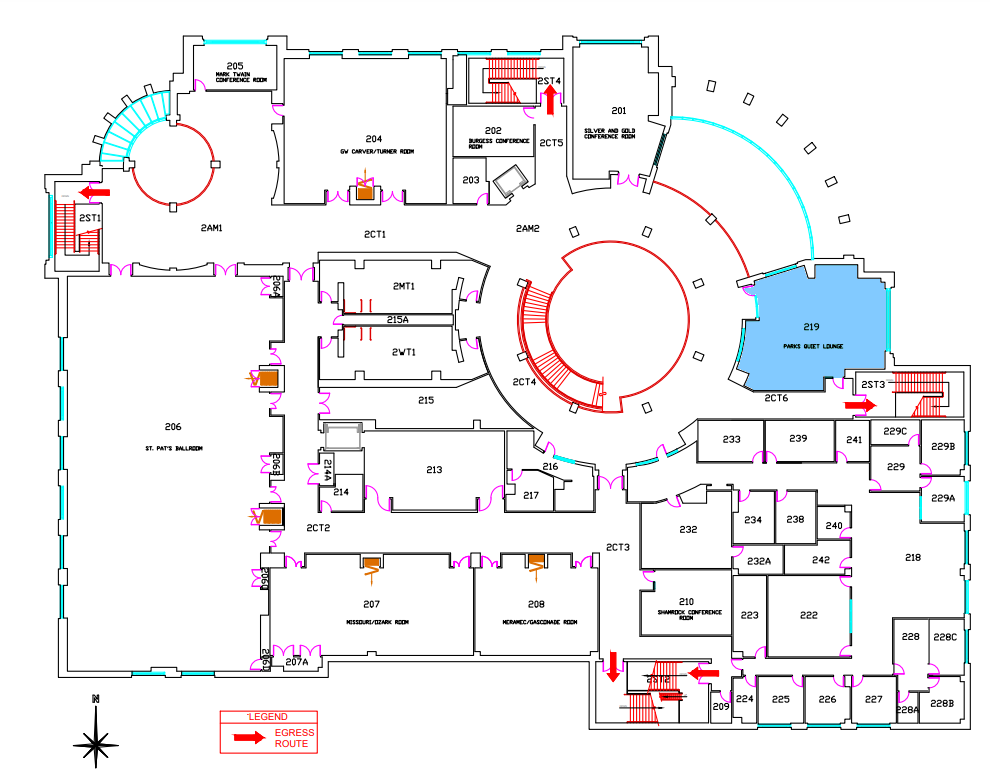 205
MARK TWAIN
CONFERENCE ROOM
204
GW CARVER/TURNER ROOM
2ST4
201
SILVER AND GOLD
CONFERENCE ROOM
202
BURGESS CONFERENCE
ROOM
2CT5
203
2ST1
2AM1
2CT1
2AM2
206A
2MT1
215A
2WT1
219
PARKS QUIET LOUNGE
2CT4
2ST3
2CT6
215
206
ST. PAT'S BALLROOM
233
239
241
229C
229B
229
229A
206B
214A
214
213
216
217
2CT2
2CT3
232
234
238
240
232A
242
218
206C
207
MISSOURI/OZARK ROOM
208
MERAMEC/GASCONADE ROOM
210
SHAMROCK CONFERENCE
ROOM
223
222
228
228C
206D
207A
2ST2
209
224
225
226
227
228A
228B
N
LEGEND
EGRESS
ROUTE